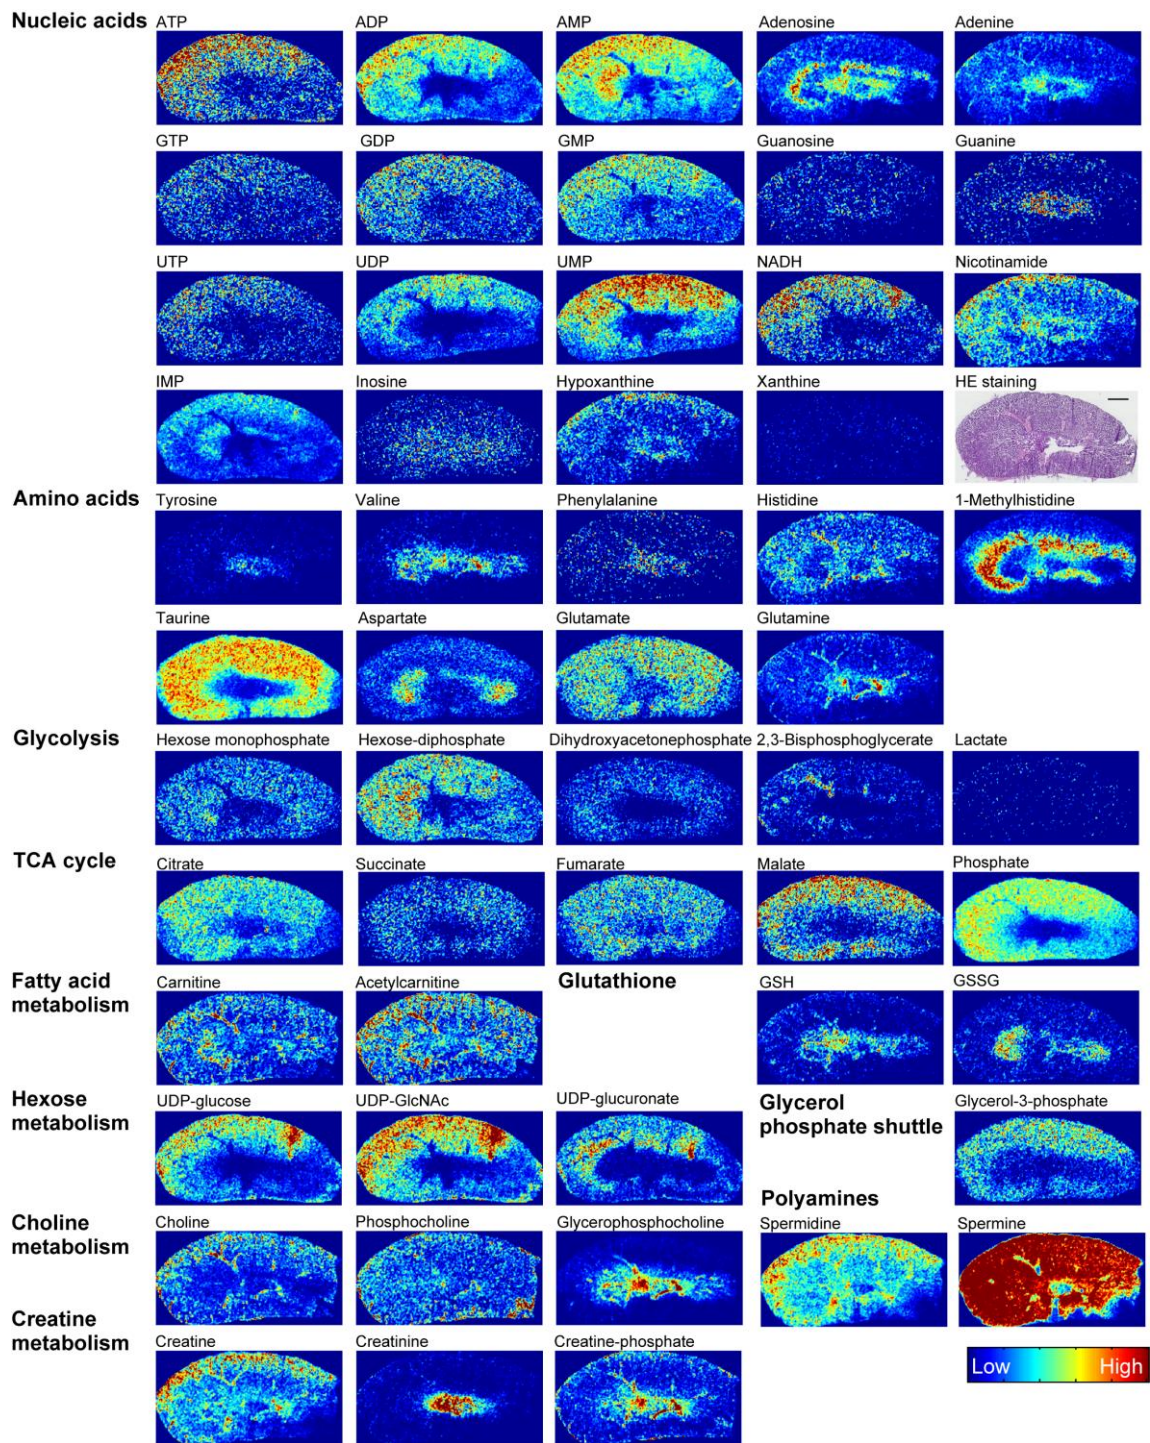 Nucleic acids
ATP ADP AMP Adenosine Adenine
GTP GDP GMP Guanosine Guanine
UTP UDP UMP NADH Nicotinamide
IMP Inosine Hypoxanthine Xanthine HE staining
Amino acids
Tyrosine Valine Phenylalanine Histidine 1-Methylhistidine
Taurine Aspartate Glutamate Glutamine
Glycolysis
Hexose monophosphate Hexose-diphosphate Dihydroxyacetonephosphate 2,3-Bisphosphoglycerate Lactate
TCA cycle
Citrate Succinate Fumarate Malate Phosphate
Fatty acid
metabolism
Carnitine Acetylcarnitine
Glutathione
GSH GSSG
Hexose
metabolism
UDP-glucose UDP-GlcNAc UDP-glucuronate
Glycerol
phosphate shuttle
Glycerol-3-phosphate
Choline
metabolism
Choline Phosphocholine Glycerophosphocholine
Polyamines
Spermidine Spermine
Creatine
metabolism
Creatine Creatinine Creatine-phosphate
Low High